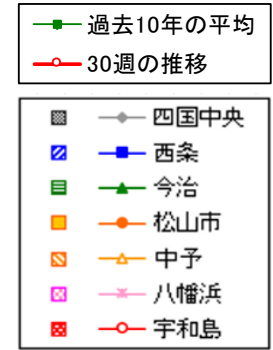 過去10年の平均
30週の推移
四国中央
西条
今治
松山市
中予
八幡浜
宇和島